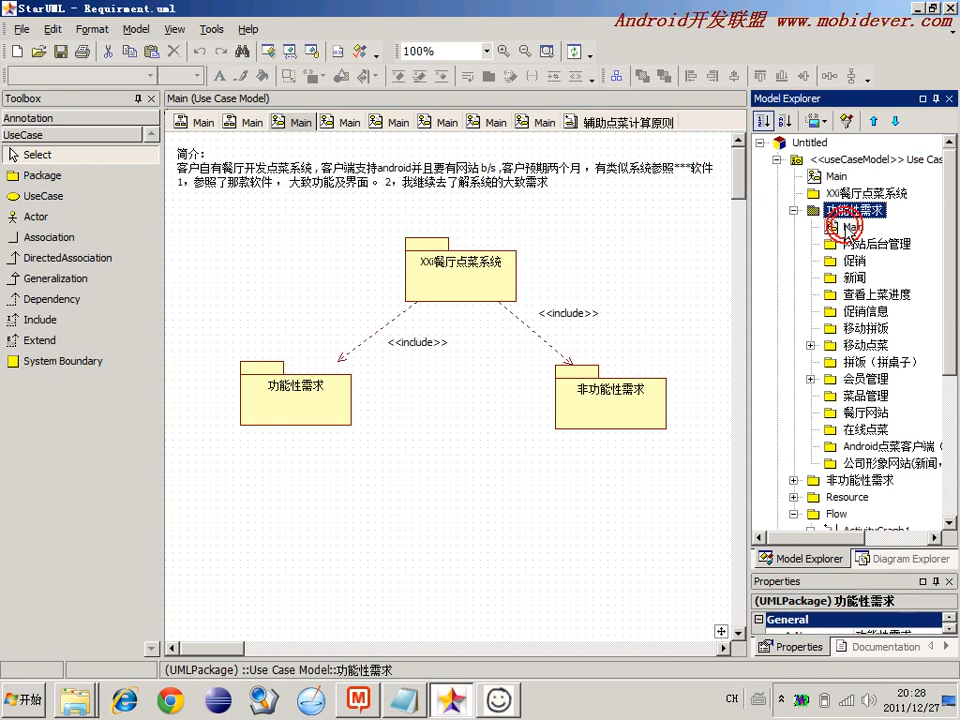 StarUML - Requirment.uml
Android开发联盟 www.mobidever.com
File Edit Format Model View Tools Help
100%
Toolbox
Annotation
UseCase
Select
Package
UseCase
Actor
Association
DirectedAssociation
Generalization
Dependency
Include
Extend
System Boundary
Main (Use Case Model)
Main Main Main Main Main Main Main Main 辅助点菜计算原则
简介:
客户自有餐厅开发点菜系统 , 客户端支持android并且要有网站 b/s , 客户预期两个月 , 有类似系统参照***软件
1, 参照了那款软件 , 大致功能及界面 。 2, 我继续去了解系统的大致需求
XXi餐厅点菜系统
<<include>>
<<include>>
功能性需求
非功能性需求
Model Explorer
Untitled
<<useCaseModel>> Use Cas
Main
XXi餐厅点菜系统
功能性需求
Main
网站后台管理
促销
新闻
查看上菜进度
促销信息
移动拼饭
移动点菜
拼饭（拼桌子）
会员管理
菜品管理
餐厅网站
在线点菜
Android点菜客户端（
公司形象网站(新闻,
非功能性需求
Resource
Flow
ActivityGraph1
Model Explorer Diagram Explorer
Properties
(UMLPackage) 功能性需求
General
功能性需求
Properties Documentation
(UMLPackage) ::Use Case Model::功能性需求
开始
CH
20:28
2011/12/27